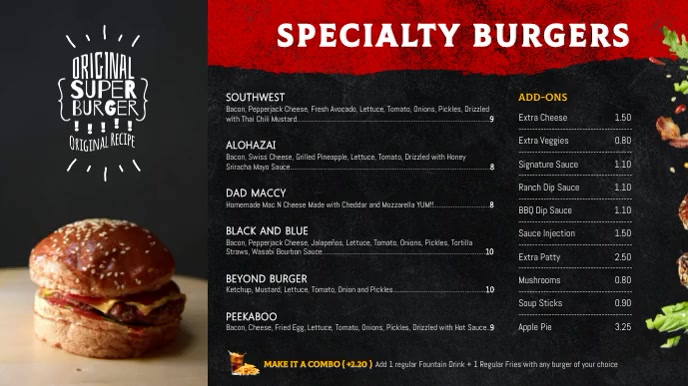 ORIGINAL
SUPER
BURGER
ORIGINAL RECIPE
SPECIALTY BURGERS
SOUTHWEST
Bacon, Pepperjack Cheese, Fresh Avocado, Lettuce, Tomato, Onions, Pickles, Drizzled
with Thai Chili Mustard 9
ALOHAZAI
Bacon, Swiss Cheese, Grilled Pineapple, Lettuce, Tomato, Drizzled with Honey
Sriracha Mayo Sauce 8
DAD MACCY
Homemade Mac N Cheese Made with Cheddar and Mozzarella YUM!! 8
BLACK AND BLUE
Bacon, Pepperjack Cheese, Jalapeños, Lettuce, Tomato, Onions, Pickles, Tortilla
Straws, Wasabi Bourbon Sauce 10
BEYOND BURGER
Ketchup, Mustard, Lettuce, Tomato, Onion and Pickles 10
PEEKABOO
Bacon, Cheese, Fried Egg, Lettuce, Tomato, Onions, Pickles, Drizzled with Hot Sauce. 9
ADD-ONS
Extra Cheese 1.50
Extra Veggies 0.80
Signature Sauce 1.10
Ranch Dip Sauce 1.10
BBQ Dip Sauce 1.10
Sauce Injection 1.50
Extra Patty 2.50
Mushrooms 0.80
Soup Sticks 0.90
Apple Pie 3.25
MAKE IT A COMBO ( +2.20 ) Add 1 regular Fountain Drink + 1 Regular Fries with any burger of your choice